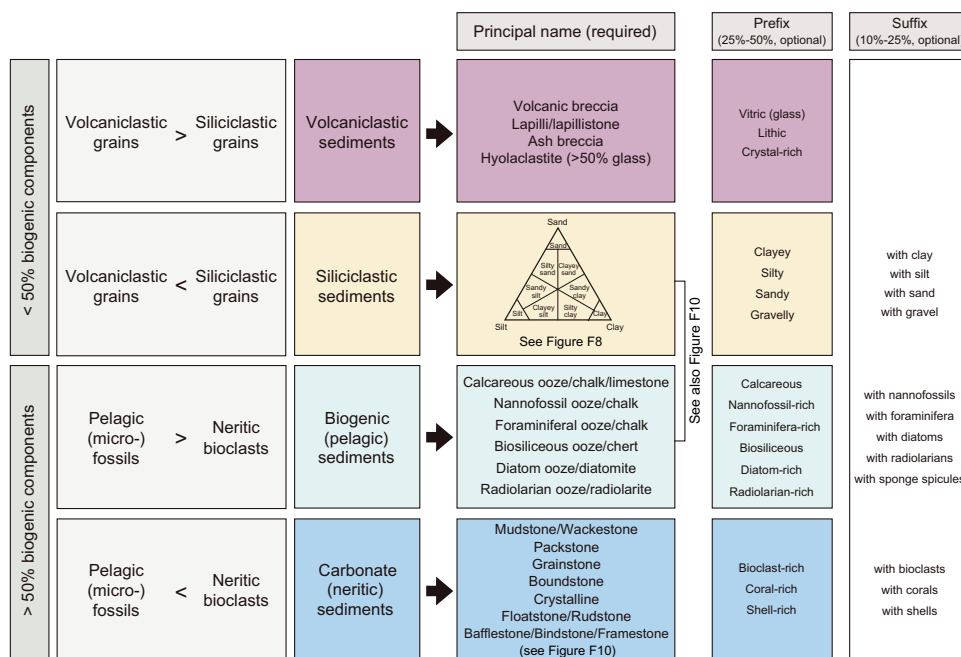 Principal name (required)
Prefix
(25%-50%, optional)
Suffix
(10%-25%, optional)
< 50% biogenic components
Volcaniclastic
grains
>
Siliciclastic
grains
Volcaniclastic
sediments
Volcanic breccia
Lapilli/lapillistone
Ash breccia
Hyolaclastite (>50% glass)
Vitric (glass)
Lithic
Crystal-rich
Volcaniclastic
grains
<
Siliciclastic
grains
Siliciclastic
sediments
Sand
Sand
Silty
sand
Clayey
sand
Sandy
silt
Sandy
clay
Silt
Clayey
silt
Silty
clay
Clay
Silt
Clay
See Figure F8
See also Figure F10
Clayey
Silty
Sandy
Gravelly
with clay
with silt
with sand
with gravel
> 50% biogenic components
Pelagic
(micro-)
fossils
>
Neritic
bioclasts
Biogenic
(pelagic)
sediments
Calcareous ooze/chalk/limestone
Nannofossil ooze/chalk
Foraminiferal ooze/chalk
Biosiliceous ooze/chert
Diatom ooze/diatomite
Radiolarian ooze/radiolarite
Calcareous
Nannofossil-rich
Foraminifera-rich
Biosiliceous
Diatom-rich
Radiolarian-rich
with nannofossils
with foraminifera
with diatoms
with radiolarians
with sponge spicules
Pelagic
(micro-)
fossils
<
Neritic
bioclasts
Carbonate
(neritic)
sediments
Mudstone/Wackestone
Packstone
Grainstone
Boundstone
Crystalline
Floatstone/Rudstone
Bafflestone/Bindstone/Framestone
(see Figure F10)
Bioclast-rich
Coral-rich
Shell-rich
with bioclasts
with corals
with shells